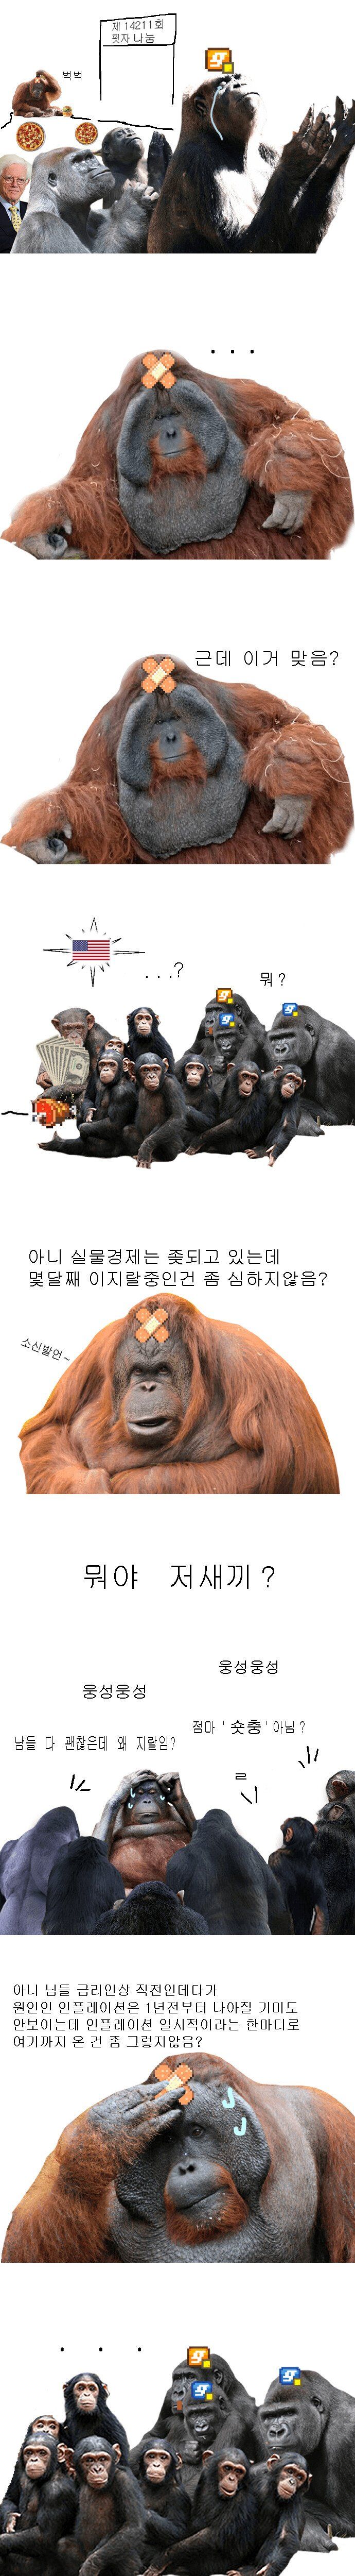 제 14211회
핏자 나눔
벅벅
. . .
근데 이거 맞음?
. . .?
뭐?
아니 실물경제는 좆되고 있는데
몇달째 이지랄중인건 좀 심하지않음?
소신발언~
뭐야 저새끼?
웅성웅성
웅성웅성
점마 '숏충' 아님?
남들 다 괜찮은데 왜 지랄임?
ㄹ
아니 님들 금리인상 직전인데다가
원인인 인플레이션은 1년전부터 나아질 기미도
안보이는데 인플레이션 일시적이라는 한마디로
여기까지 온 건 좀 그렇지않음?
. . .